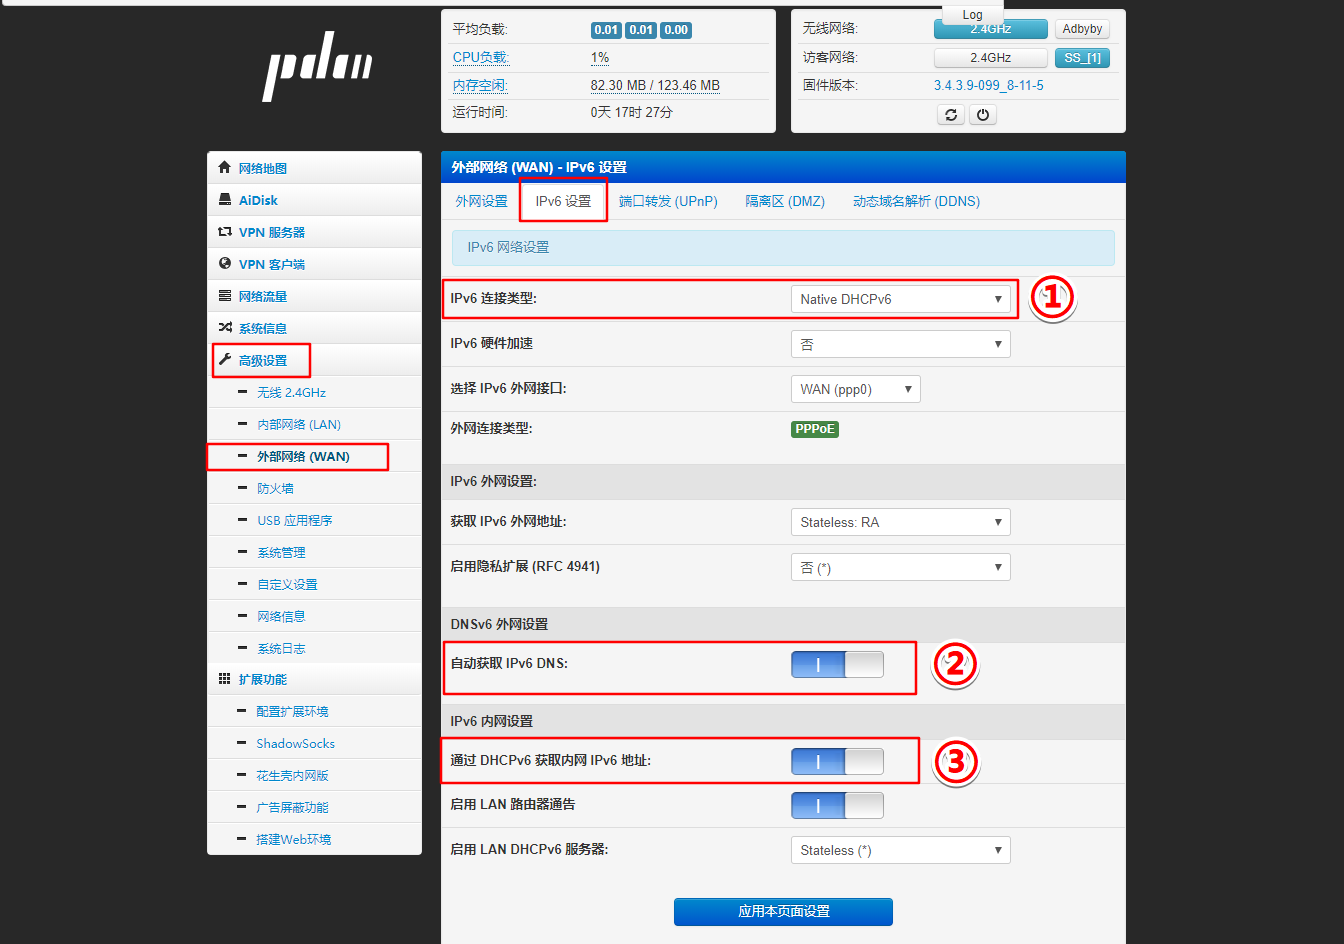 Log
pdcn
平均负载: 0.01 0.01 0.00
CPU负载: 1%
内存空闲: 82.30 MB / 123.46 MB
运行时间: 0天 17时 27分
无线网络: 2.4GHz Adbyby
访客网络: 2.4GHz SS_[1]
固件版本: 3.4.3.9-099_8-11-5
网络地图
AiDisk
VPN 服务器
VPN 客户端
网络流量
系统信息
高级设置
无线 2.4GHz
内部网络 (LAN)
外部网络 (WAN)
防火墙
USB 应用程序
系统管理
自定义设置
网络信息
系统日志
扩展功能
配置扩展环境
ShadowSocks
花生壳内网版
广告屏蔽功能
搭建Web环境
外部网络 (WAN) - IPv6 设置
外网设置 IPv6 设置 端口转发 (UPnP) 隔离区 (DMZ) 动态域名解析 (DDNS)
IPv6 网络设置
IPv6 连接类型: Native DHCPv6 ①
IPv6 硬件加速 否
选择 IPv6 外网接口: WAN (ppp0)
外网连接类型: PPPoE
IPv6 外网设置:
获取 IPv6 外网地址: Stateless: RA
启用隐私扩展 (RFC 4941) 否 (*)
DNSv6 外网设置
自动获取 IPv6 DNS: ②
IPv6 内网设置
通过 DHCPv6 获取内网 IPv6 地址: ③
启用 LAN 路由器通告
启用 LAN DHCPv6 服务器: Stateless (*)
应用本页面设置